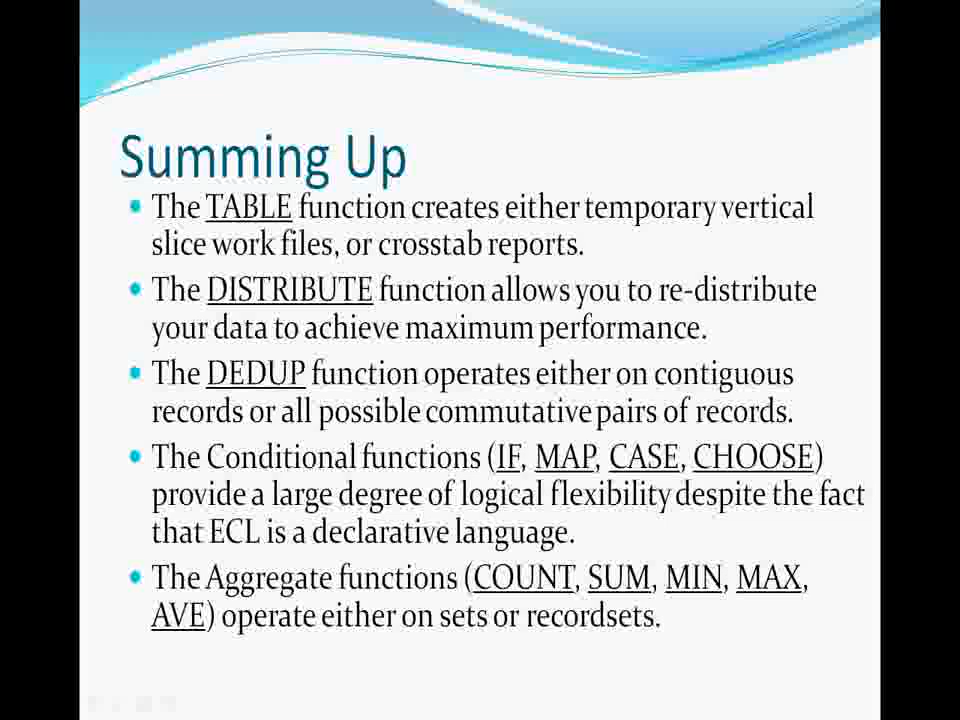 Summing Up
• The TABLE function creates either temporary vertical
slice work files, or crosstab reports.
• The DISTRIBUTE function allows you to re-distribute
your data to achieve maximum performance.
• The DEDUP function operates either on contiguous
records or all possible commutative pairs of records.
• The Conditional functions (IF, MAP, CASE, CHOOSE)
provide a large degree of logical flexibility despite the fact
that ECL is a declarative language.
• The Aggregate functions (COUNT, SUM, MIN, MAX,
AVE) operate either on sets or recordsets.